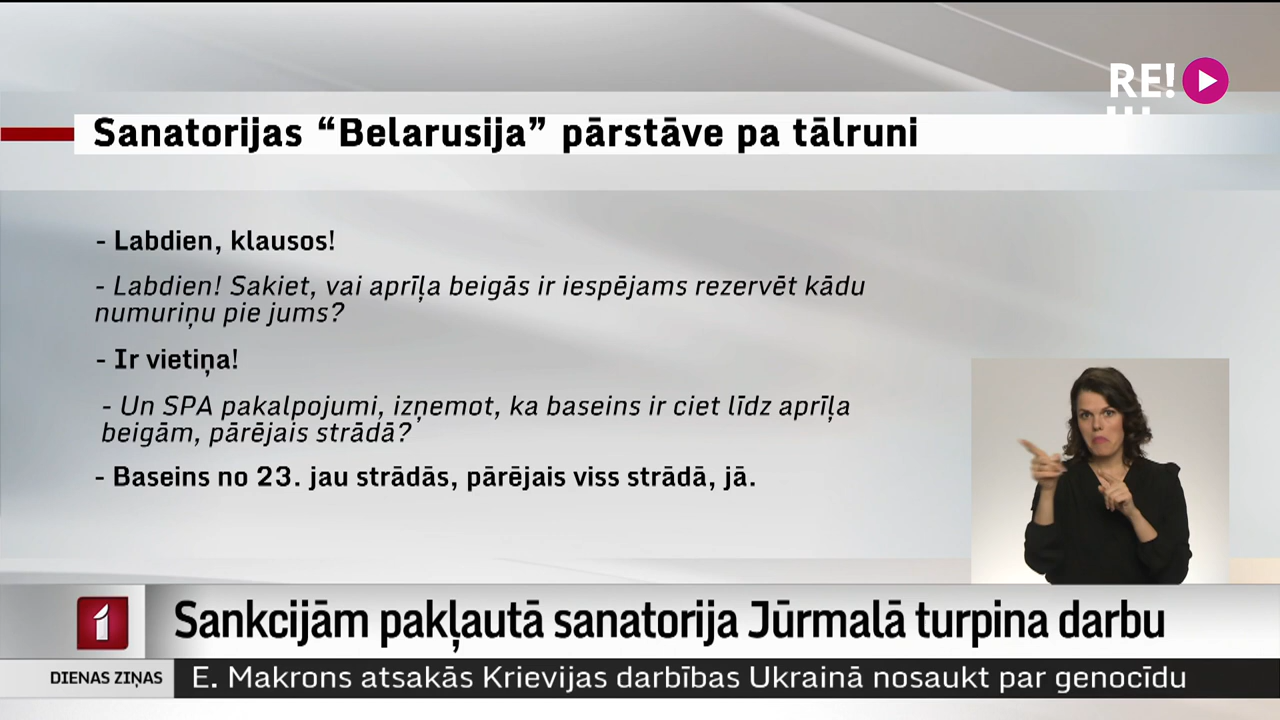 RE!
Sanatorijas “Belarusija” pārstāve pa tālruni
- Labdien, klausos!
- Labdien! Sakiet, vai aprīļa beigās ir iespējams rezervēt kādu
numuriņu pie jums?
- Ir vietiņa!
- Un SPA pakalpojumi, izņemot, ka baseins ir ciet līdz aprīļa
beigām, pārējais strādā?
- Baseins no 23. jau strādās, pārējais viss strādā, jā.
1
Sankcijām pakļautā sanatorija Jūrmalā turpina darbu
DIENAS ZIŅAS
E. Makrons atsakās Krievijas darbības Ukrainā nosaukt par genocīdu